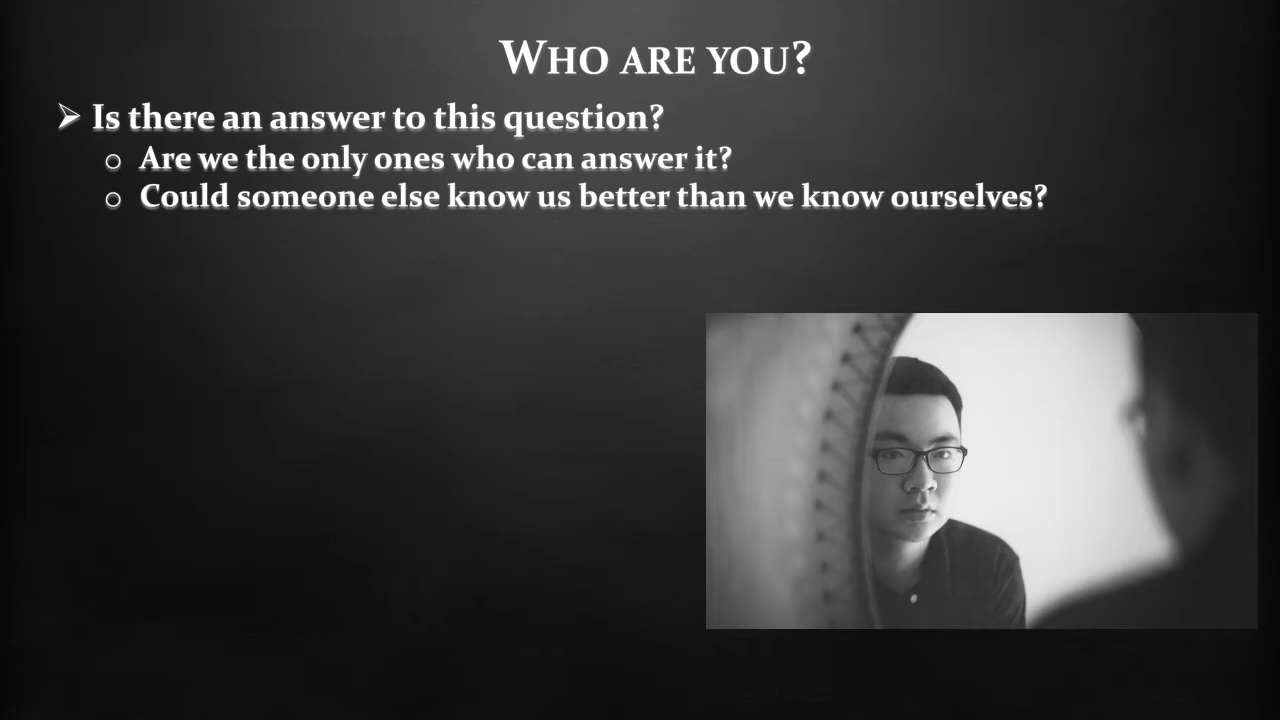 Who are you?
➢ Is there an answer to this question?
o Are we the only ones who can answer it?
o Could someone else know us better than we know ourselves?